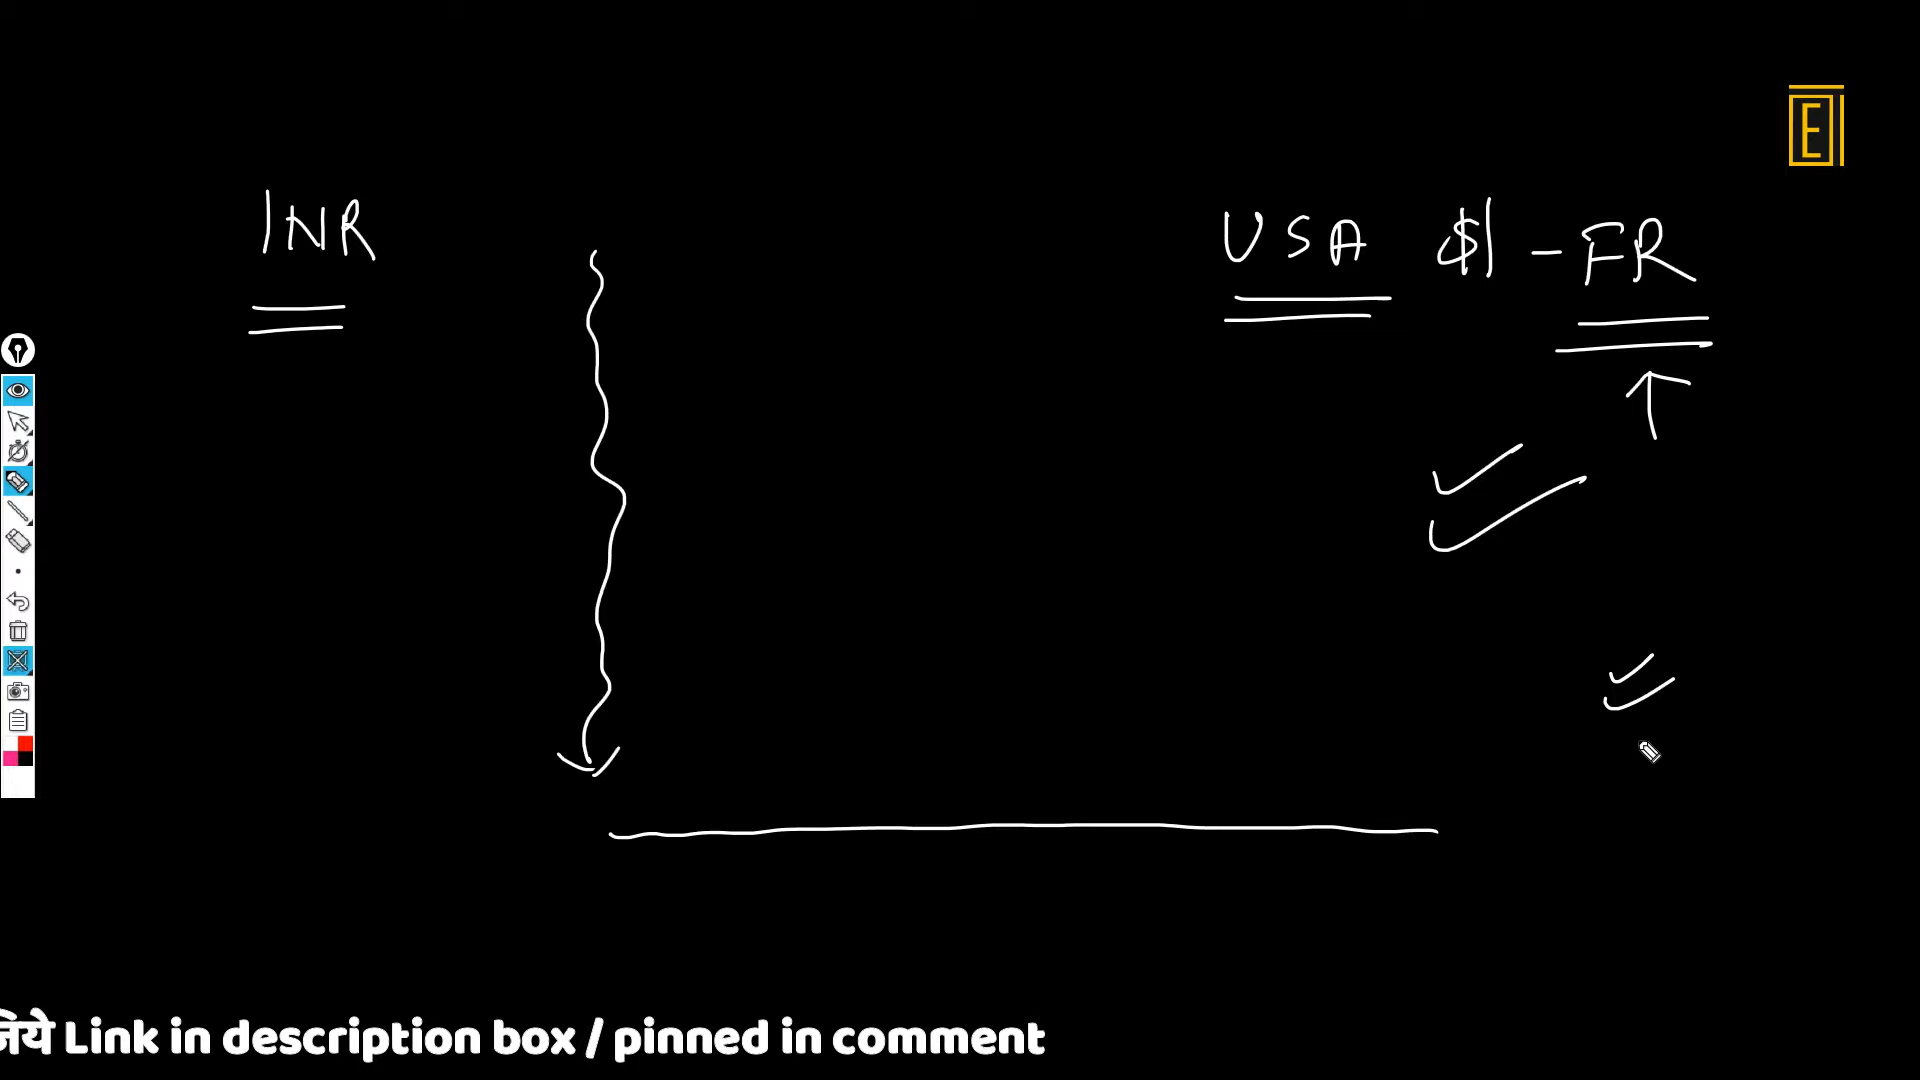 INR
USA $1 - FR
E
Link in description box / pinned in comment